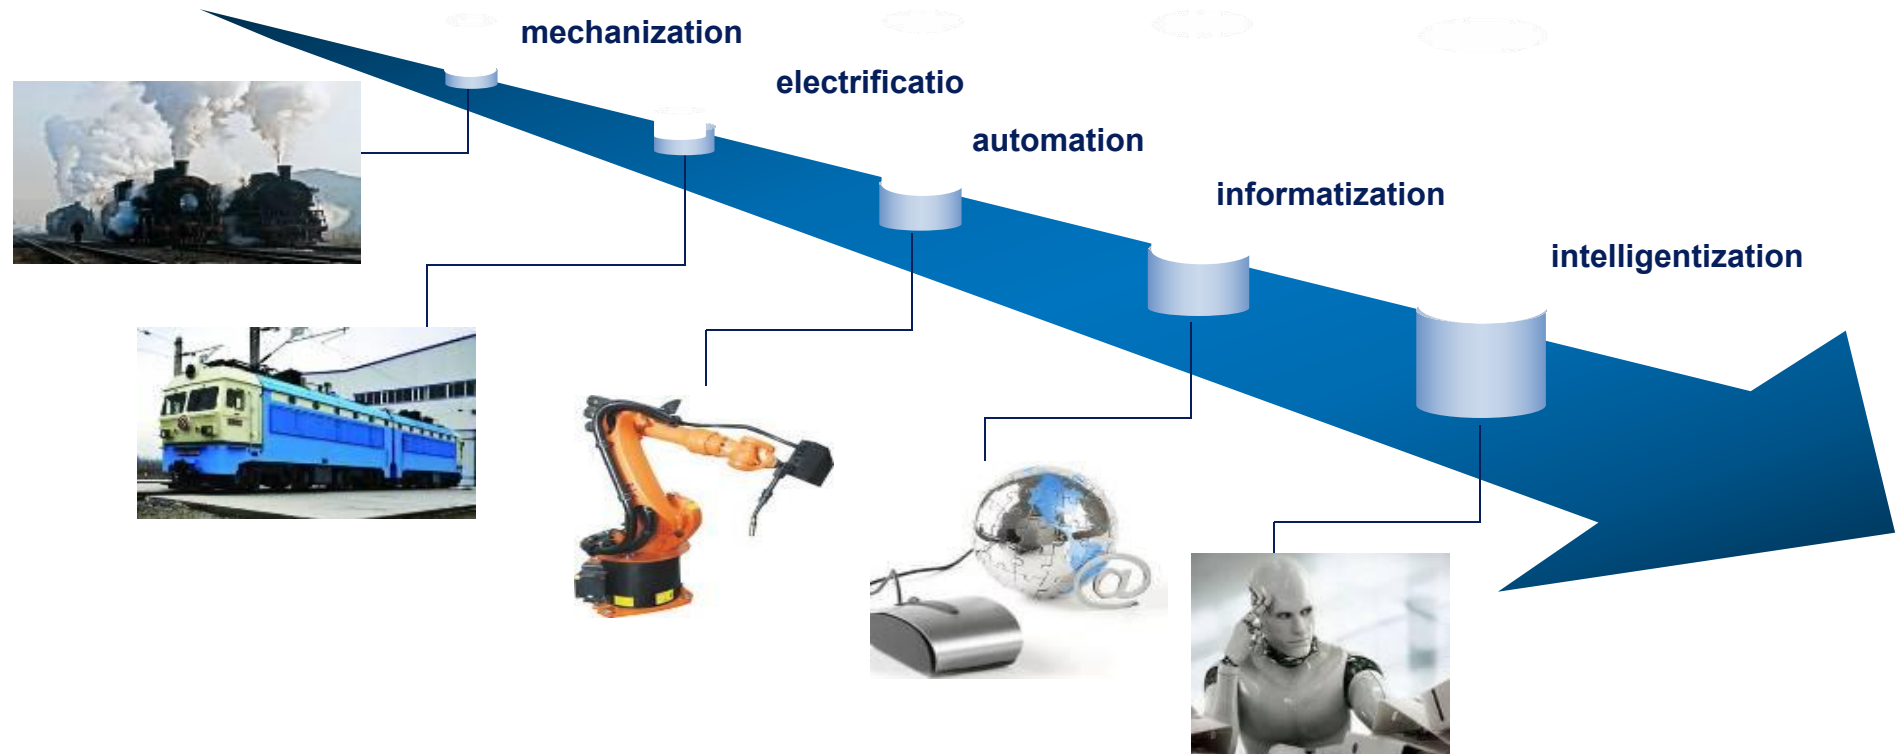 mechanization
electrificatio
automation
informatization
intelligentization
@